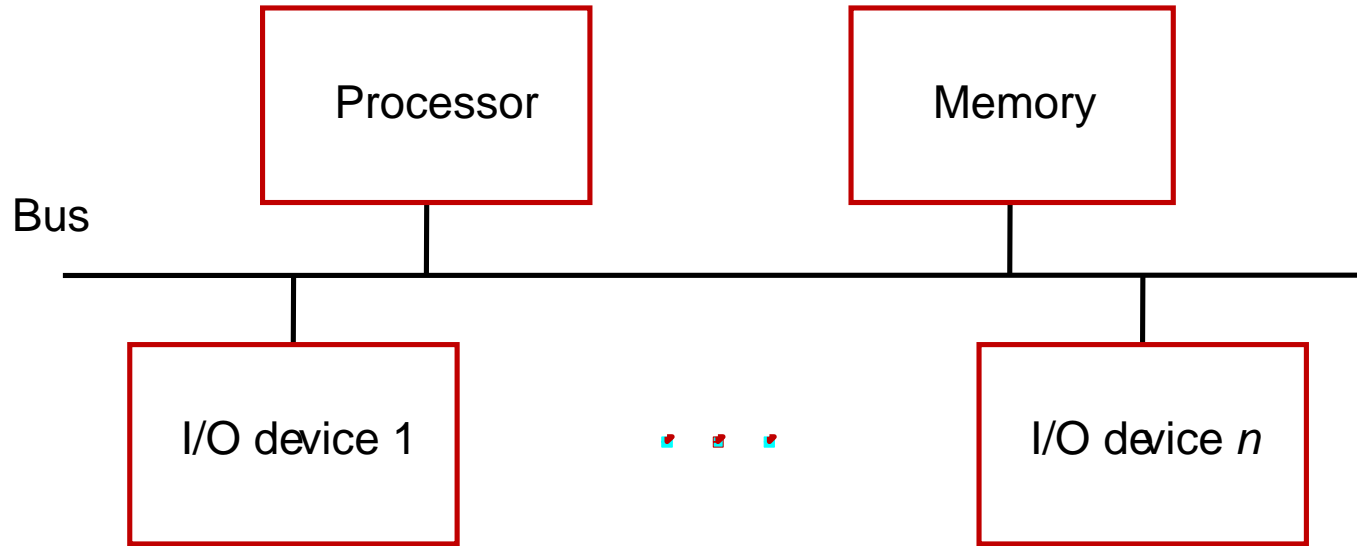 Processor
Memory
Bus
I/O device 1
I/O device n